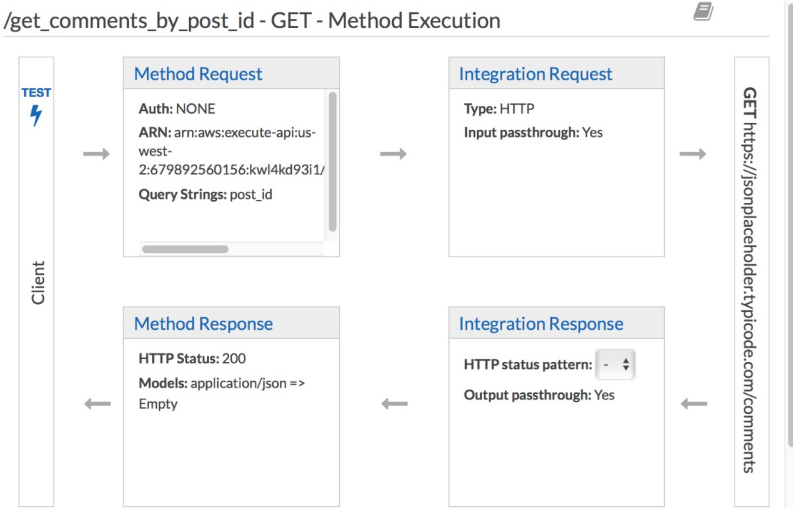 /get_comments_by_post_id - GET - Method Execution
TEST
Client
Method Request
Auth: NONE
ARN: arn:aws:execute-api:us-
west-
2:679892560156:kwl4kd93i1/
Query Strings: post_id
Integration Request
Type: HTTP
Input passthrough: Yes
GET https://jsonplaceholder.typicode.com/comments
Method Response
HTTP Status: 200
Models: application/json =>
Empty
Integration Response
HTTP status pattern: -
Output passthrough: Yes